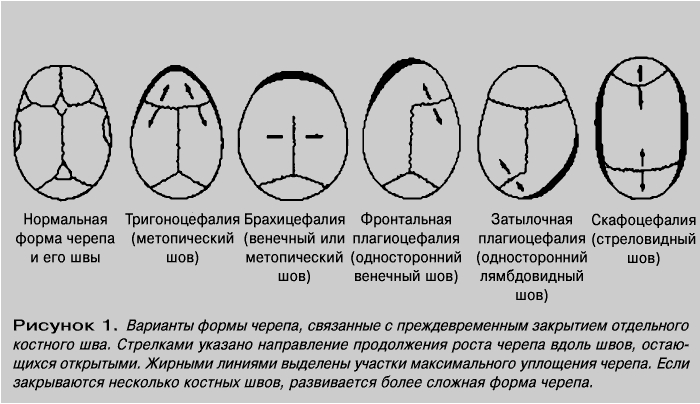 Нормальная форма черепа и его швы
Тригоноцефалия (метопический шов)
Брахицефалия (венечный или метопический шов)
Фронтальная плагиоцефалия (односторонний венечный шов)
Затылочная плагиоцефалия (односторонний лямбдовидный шов)
Скафоцефалия (стреловидный шов)
Рисунок 1. Варианты формы черепа, связанные с преждевременным закрытием отдельного
костного шва. Стрелками указано направление продолжения роста черепа вдоль швов, остаю-
щихся открытыми. Жирными линиями выделены участки максимального уплощения черепа. Если
закрываются несколько костных швов, развивается более сложная форма черепа.